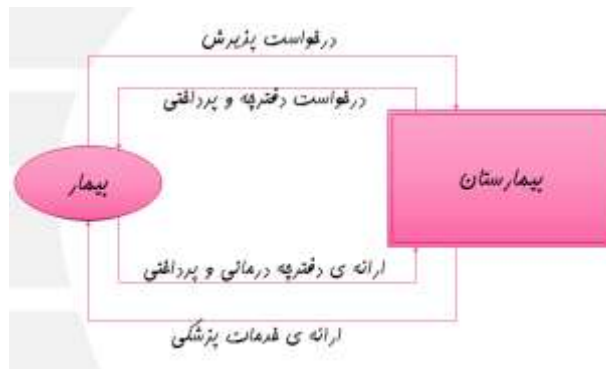 درخواست پذیرش
درخواست دفترچه و پرداختی
بیمارستان
بیمار
ارائه ی دفترچه درمانی و پرداختی
ارائه ی خدمات پزشکی